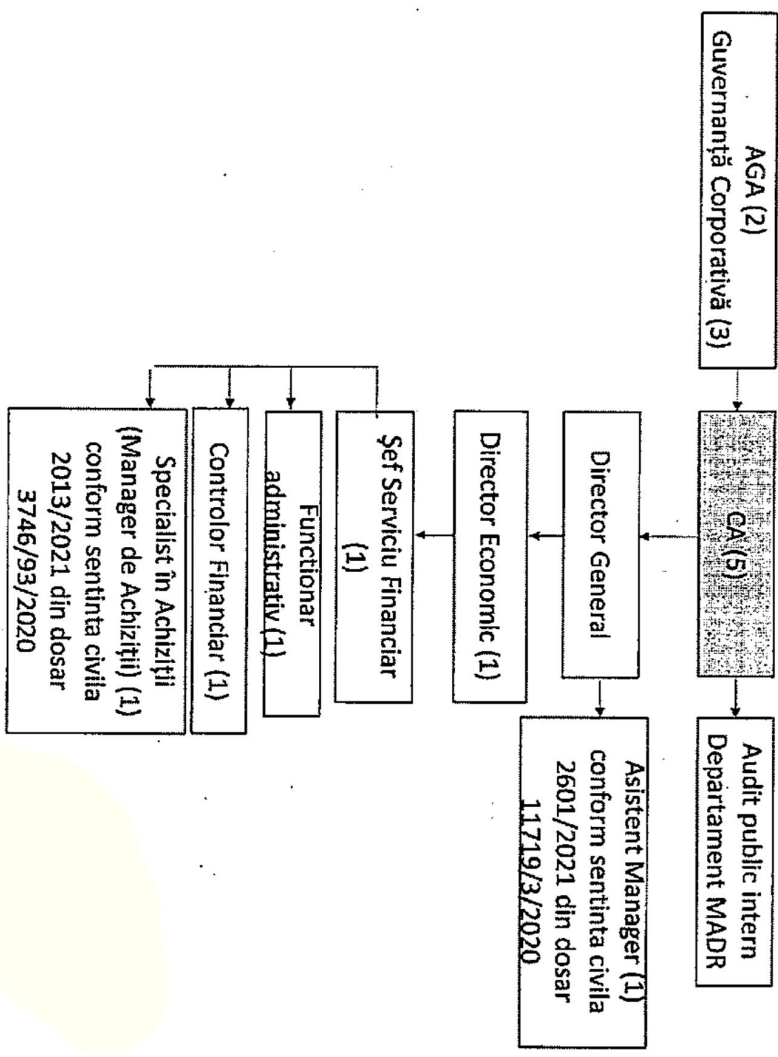 AGA (2)
Guvernanță Corporativă (3)
CA (5)
Audit public intern
Departament MADR
Director General
Asistent Manager (1)
conform sentinta civila
2601/2021 din dosar
11719/3/2020
Director Economic (1)
Șef Serviciu Financiar
(1)
Functionar
administrativ (1)
Controlor Financiar (1)
Specialist în Achiziții
(Manager de Achiziții) (1)
conform sentinta civila
2013/2021 din dosar
3746/93/2020